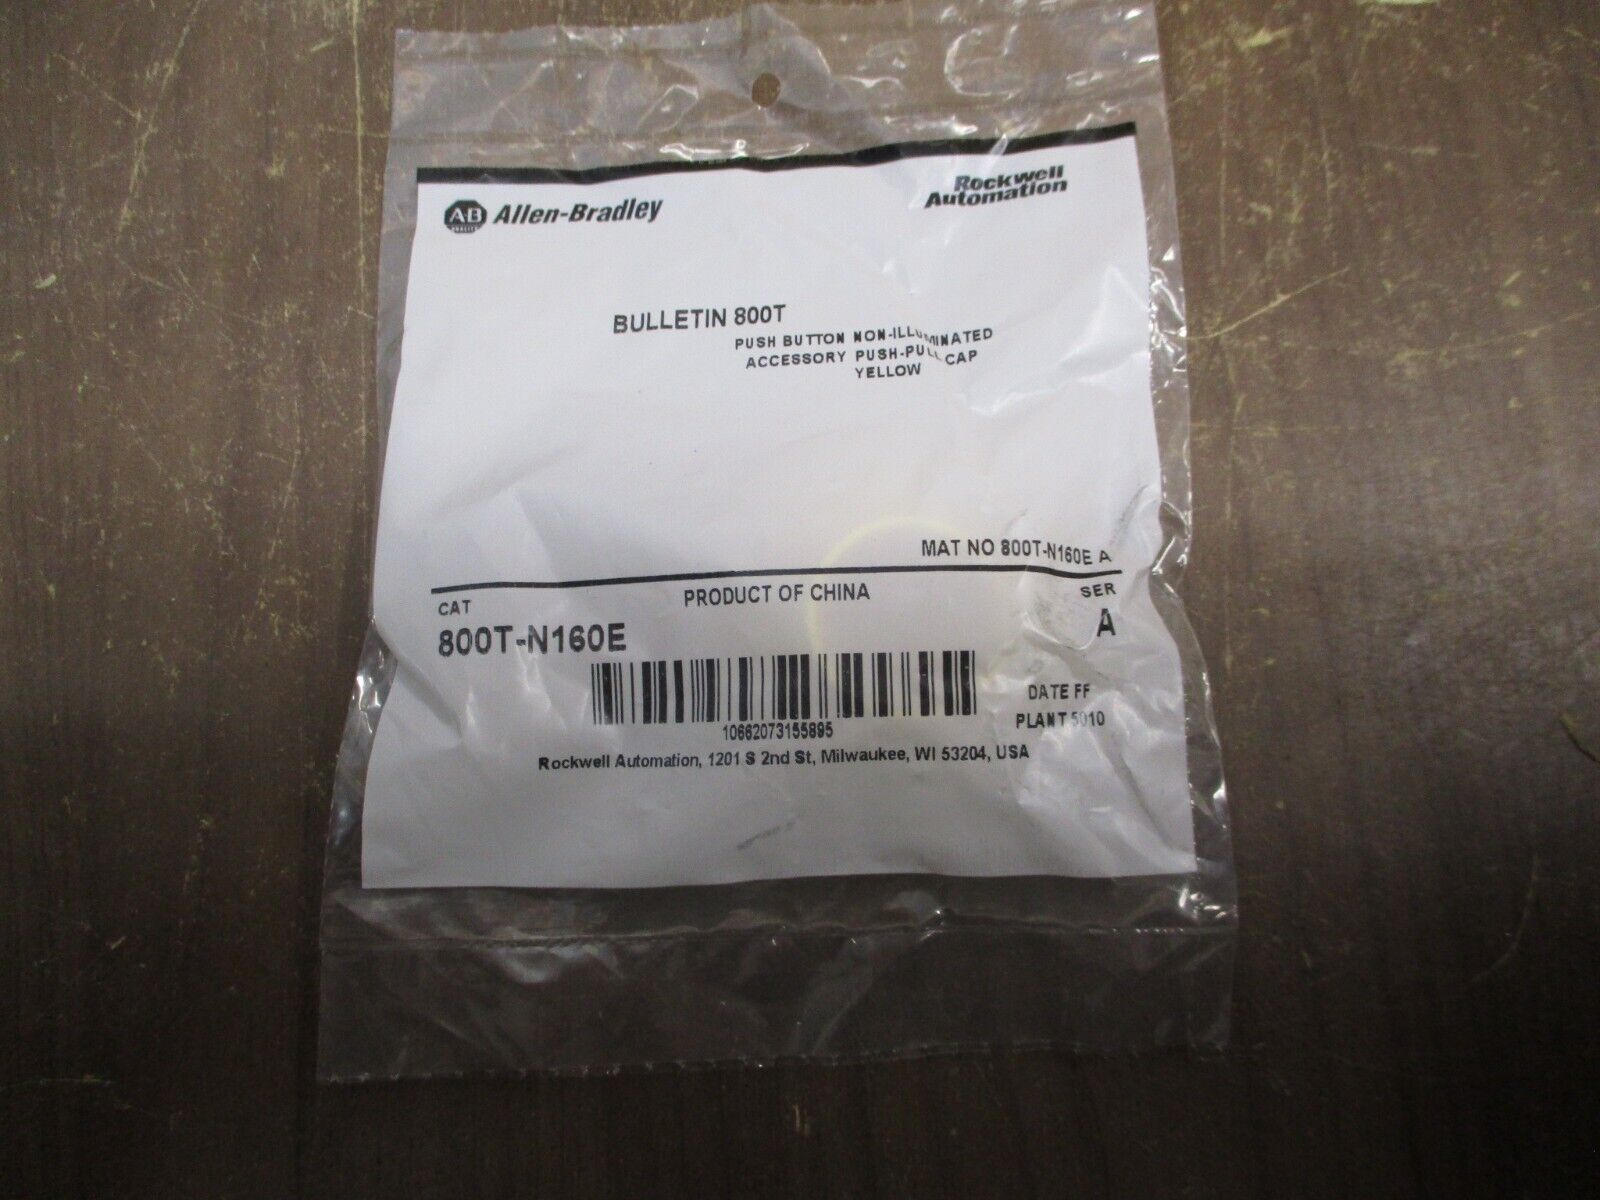 AB QUALITY Allen-Bradley
Rockwell Automation
BULLETIN 800T
PUSH BUTTON NON-ILLUMINATED
ACCESSORY PUSH-PULL CAP
YELLOW
MAT NO 800T-N160E A
CAT
PRODUCT OF CHINA
SER
800T-N160E
A
DATE FF
PLANT 5010
10662073155895
Rockwell Automation, 1201 S 2nd St, Milwaukee, WI 53204, USA